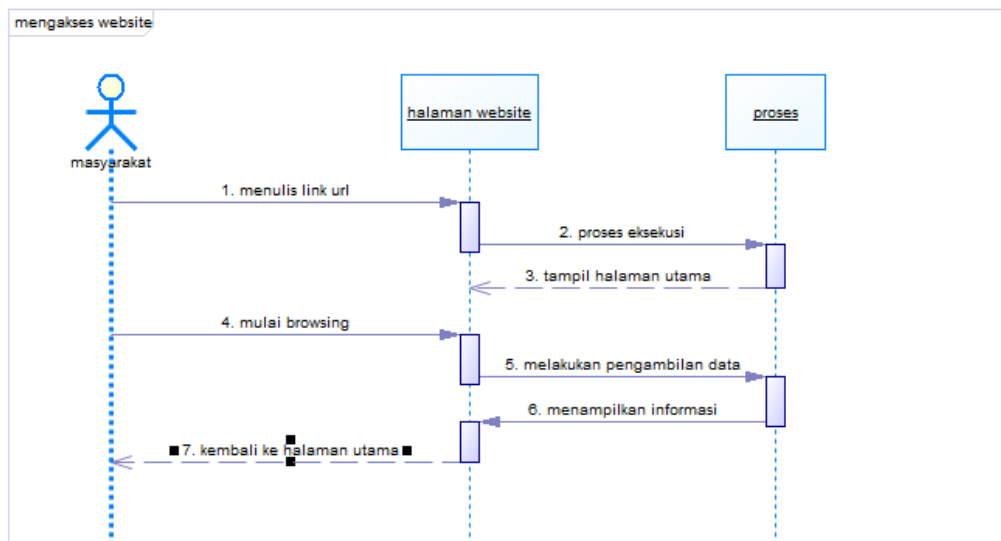 mengakses website
masyarakat
halaman website
proses
1. menulis link url
2. proses eksekusi
3. tampil halaman utama
4. mulai browsing
5. melakukan pengambilan data
6. menampilkan informasi
7. kembali ke halaman utama